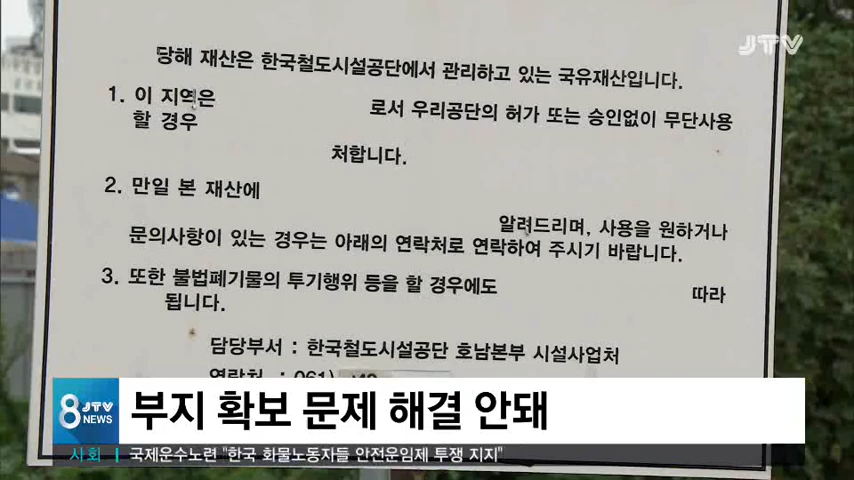 JTV
당해 재산은 한국철도시설공단에서 관리하고 있는 국유재산입니다.
1. 이 지역은 로서 우리공단의 허가 또는 승인없이 무단사용
할 경우
처합니다.
2. 만일 본 재산에
알려드리며, 사용을 원하거나
문의사항이 있는 경우는 아래의 연락처로 연락하여 주시기 바랍니다.
3. 또한 불법폐기물의 투기행위 등을 할 경우에도 따라
됩니다.
담당부서 : 한국철도시설공단 호남본부 시설사업처
연락처 : 061)
8 JTV NEWS
부지 확보 문제 해결 안돼
사회 | 국제운수노련 "한국 화물노동자들 안전운임제 투쟁 지지"